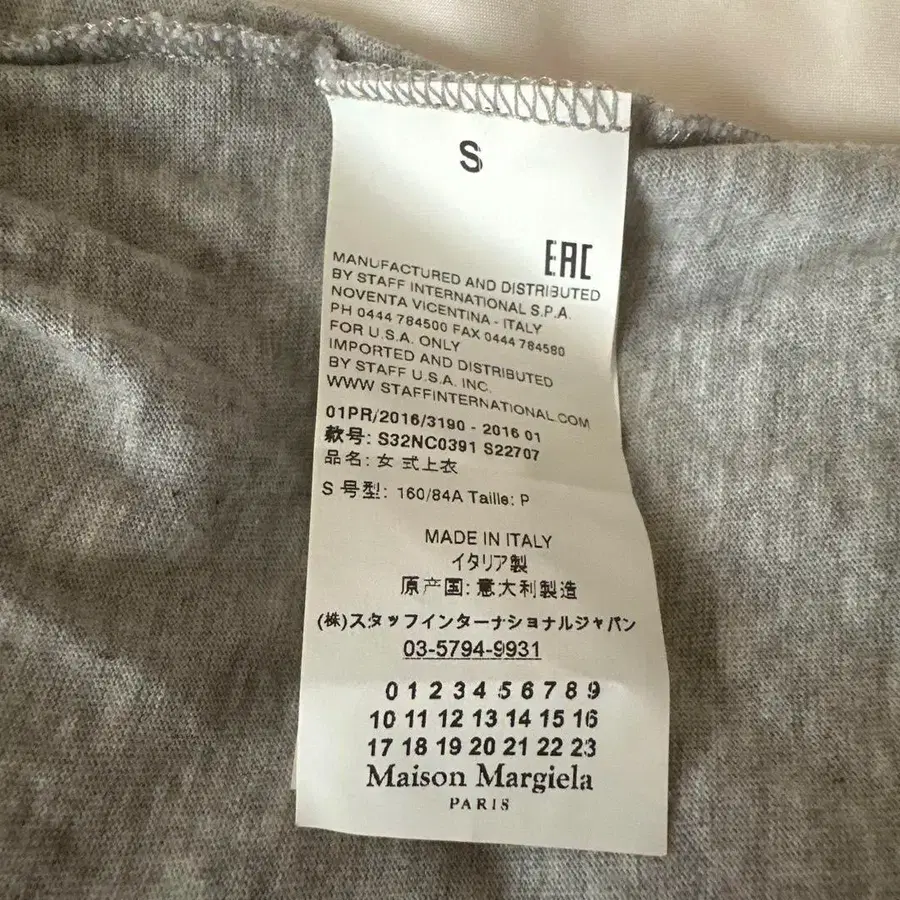 S
EAC
MANUFACTURED AND DISTRIBUTED
BY STAFF INTERNATIONAL S.P.A.
NOVENTA VICENTINA - ITALY
PH 0444 784500 FAX 0444 784580
FOR U.S.A. ONLY
IMPORTED AND DISTRIBUTED
BY STAFF U.S.A. INC.
WWW STAFFINTERNATIONAL.COM
01PR/2016/3190 - 2016 01
款号: S32NC0391 S22707
品名: 女 式上衣
S 号型: 160/84A Taille: P
MADE IN ITALY
イタリア製
原产国: 意大利製造
(株)スタッフインターナショナルジャパン
03-5794-9931
0 1 2 3 4 5 6 7 8 9
10 11 12 13 14 15 16
17 18 19 20 21 22 23
Maison Margiela
PARIS